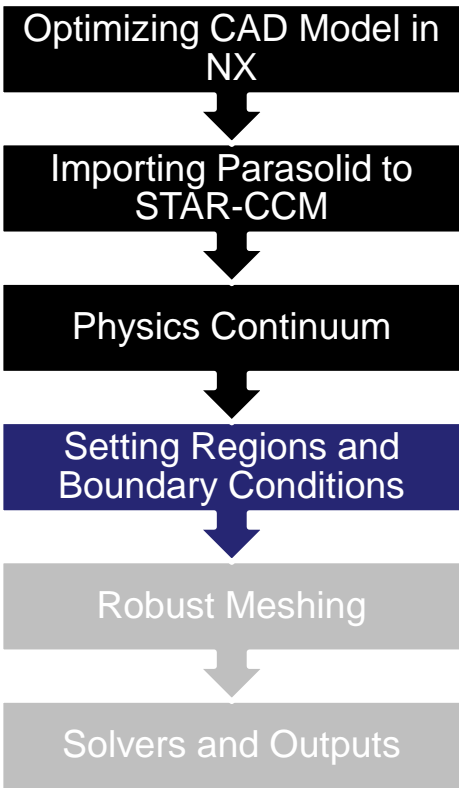 Optimizing CAD Model in
NX
Importing Parasolid to
STAR-CCM
Physics Continuum
Setting Regions and
Boundary Conditions
Robust Meshing
Solvers and Outputs